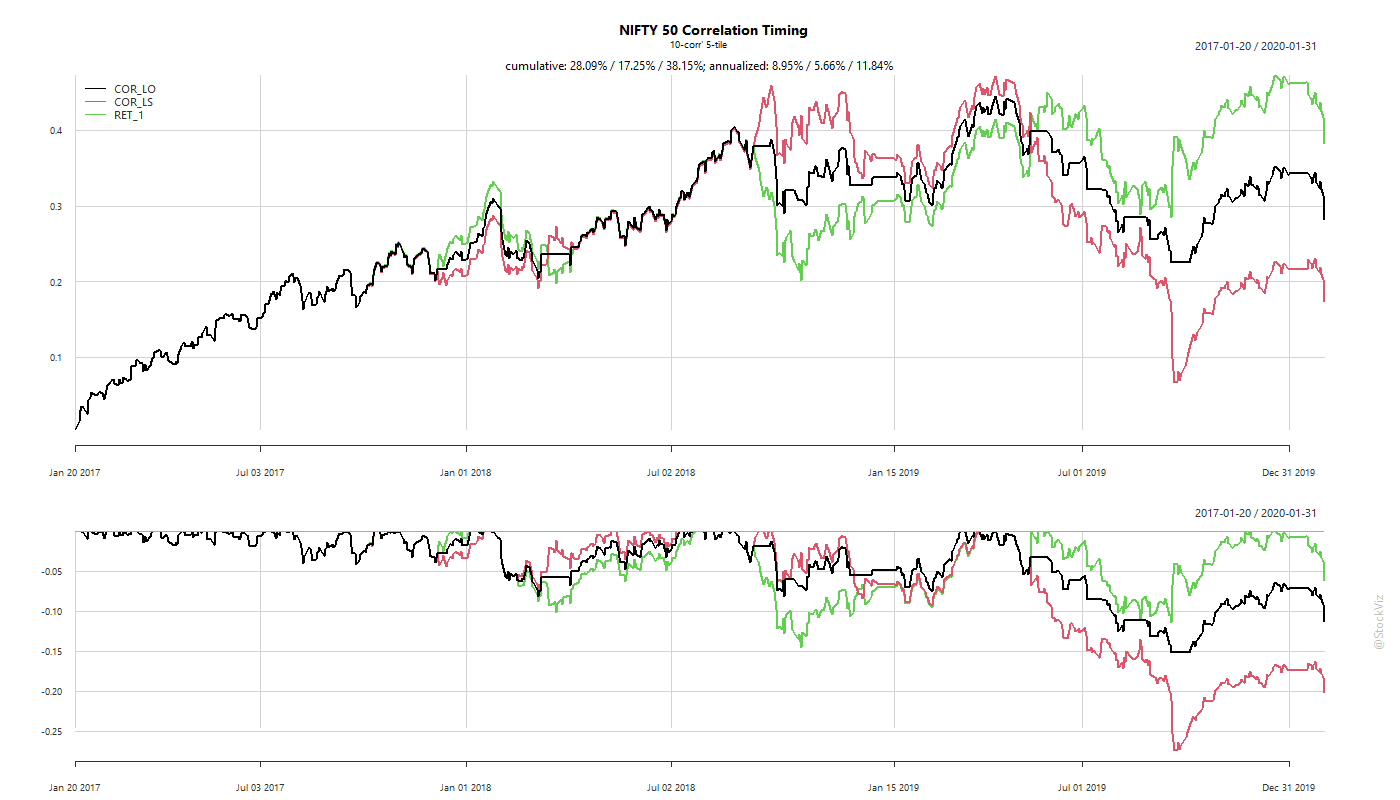 NIFTY 50 Correlation Timing
10-corr' 5-tile
2017-01-20 / 2020-01-31
cumulative: 28.09% / 17.25% / 38.15%; annualized: 8.95% / 5.66% / 11.84%
COR_LO
COR_LS
RET_1
0.4
0.3
0.2
0.1
Jan 20 2017 Jul 03 2017 Jan 01 2018 Jul 02 2018 Jan 15 2019 Jul 01 2019 Dec 31 2019
2017-01-20 / 2020-01-31
-0.05
-0.10
-0.15
-0.20
-0.25
Jan 20 2017 Jul 03 2017 Jan 01 2018 Jul 02 2018 Jan 15 2019 Jul 01 2019 Dec 31 2019
@StockViz